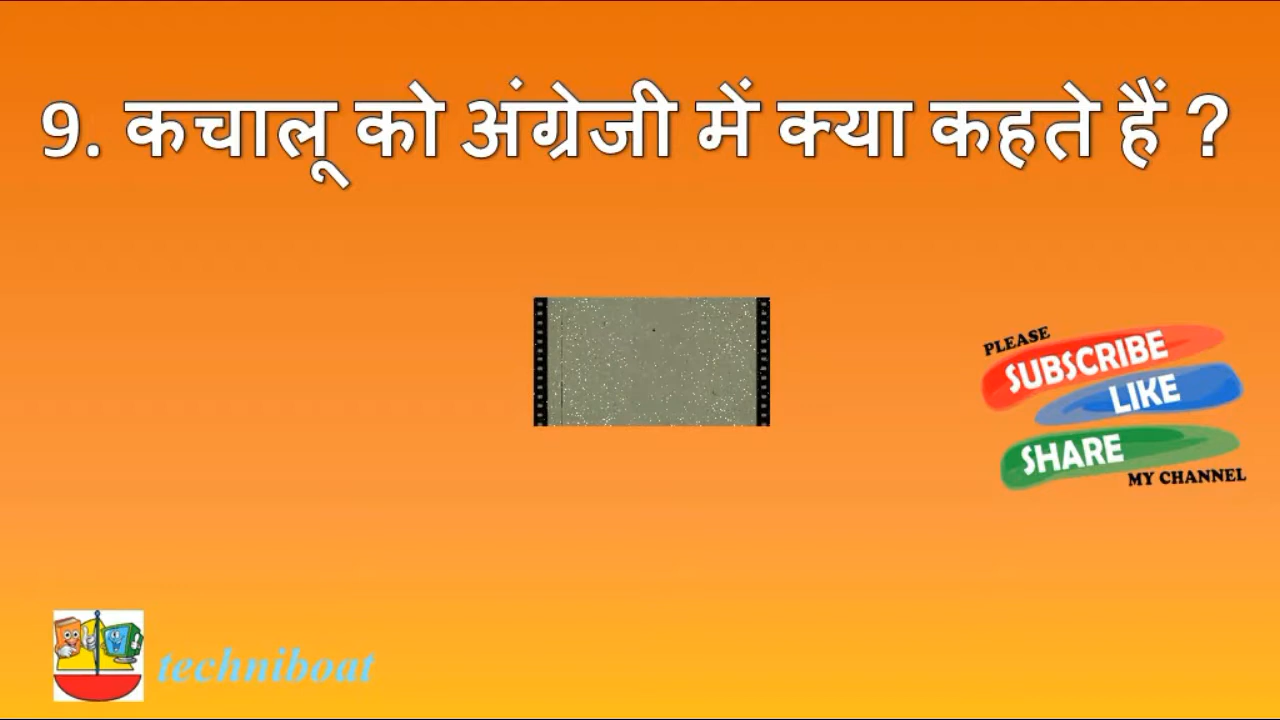 9. कचालू को अंग्रेजी में क्या कहते हैं ?
PLEASE
SUBSCRIBE
LIKE
SHARE
MY CHANNEL
techniboat